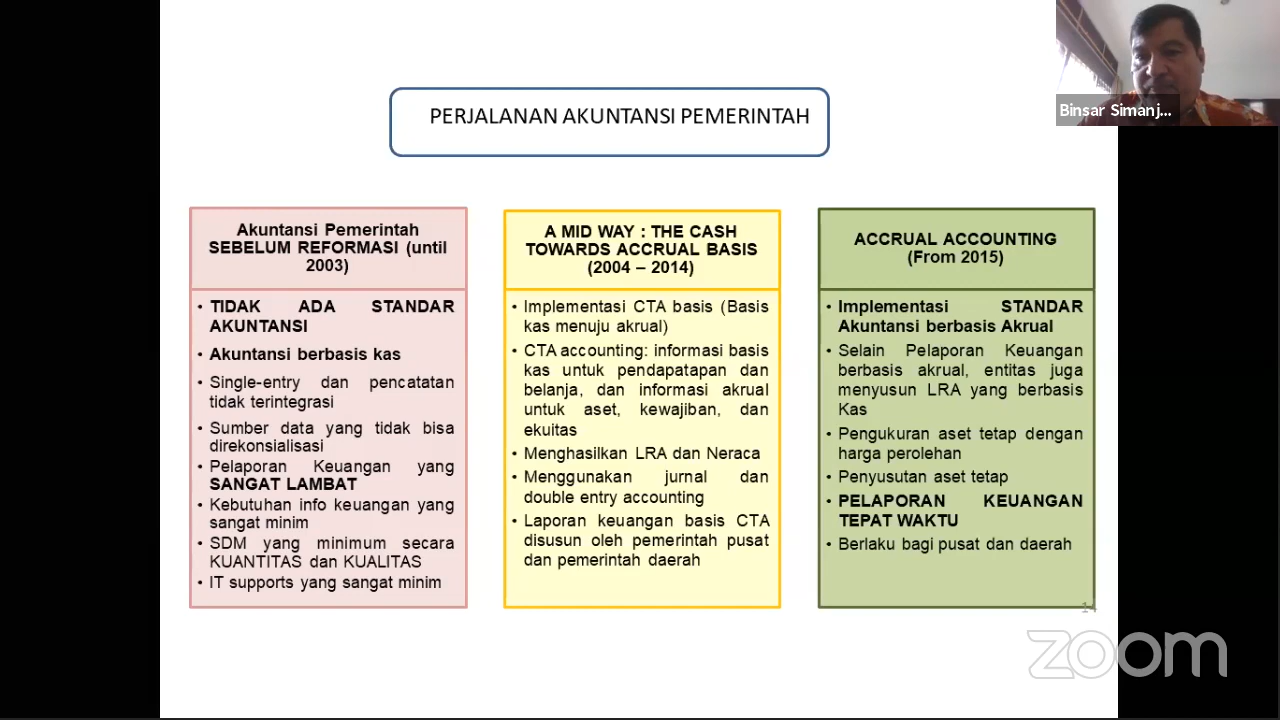 PERJALANAN AKUNTANSI PEMERINTAH
Binsar Simanj...
Akuntansi Pemerintah
SEBELUM REFORMASI (until
2003)
• TIDAK ADA STANDAR
AKUNTANSI
• Akuntansi berbasis kas
• Single-entry dan pencatatan
tidak terintegrasi
• Sumber data yang tidak bisa
direkonsialisasi
• Pelaporan Keuangan yang
SANGAT LAMBAT
• Kebutuhan info keuangan yang
sangat minim
• SDM yang minimum secara
KUANTITAS dan KUALITAS
• IT supports yang sangat minim
A MID WAY : THE CASH
TOWARDS ACCRUAL BASIS
(2004 – 2014)
• Implementasi CTA basis (Basis
kas menuju akrual)
• CTA accounting: informasi basis
kas untuk pendapatapan dan
belanja, dan informasi akrual
untuk aset, kewajiban, dan
ekuitas
• Menghasilkan LRA dan Neraca
• Menggunakan jurnal dan
double entry accounting
• Laporan keuangan basis CTA
disusun oleh pemerintah pusat
dan pemerintah daerah
ACCRUAL ACCOUNTING
(From 2015)
• Implementasi STANDAR
Akuntansi berbasis Akrual
• Selain Pelaporan Keuangan
berbasis akrual, entitas juga
menyusun LRA yang berbasis
Kas
• Pengukuran aset tetap dengan
harga perolehan
• Penyusutan aset tetap
• PELAPORAN KEUANGAN
TEPAT WAKTU
• Berlaku bagi pusat dan daerah
14
zoom